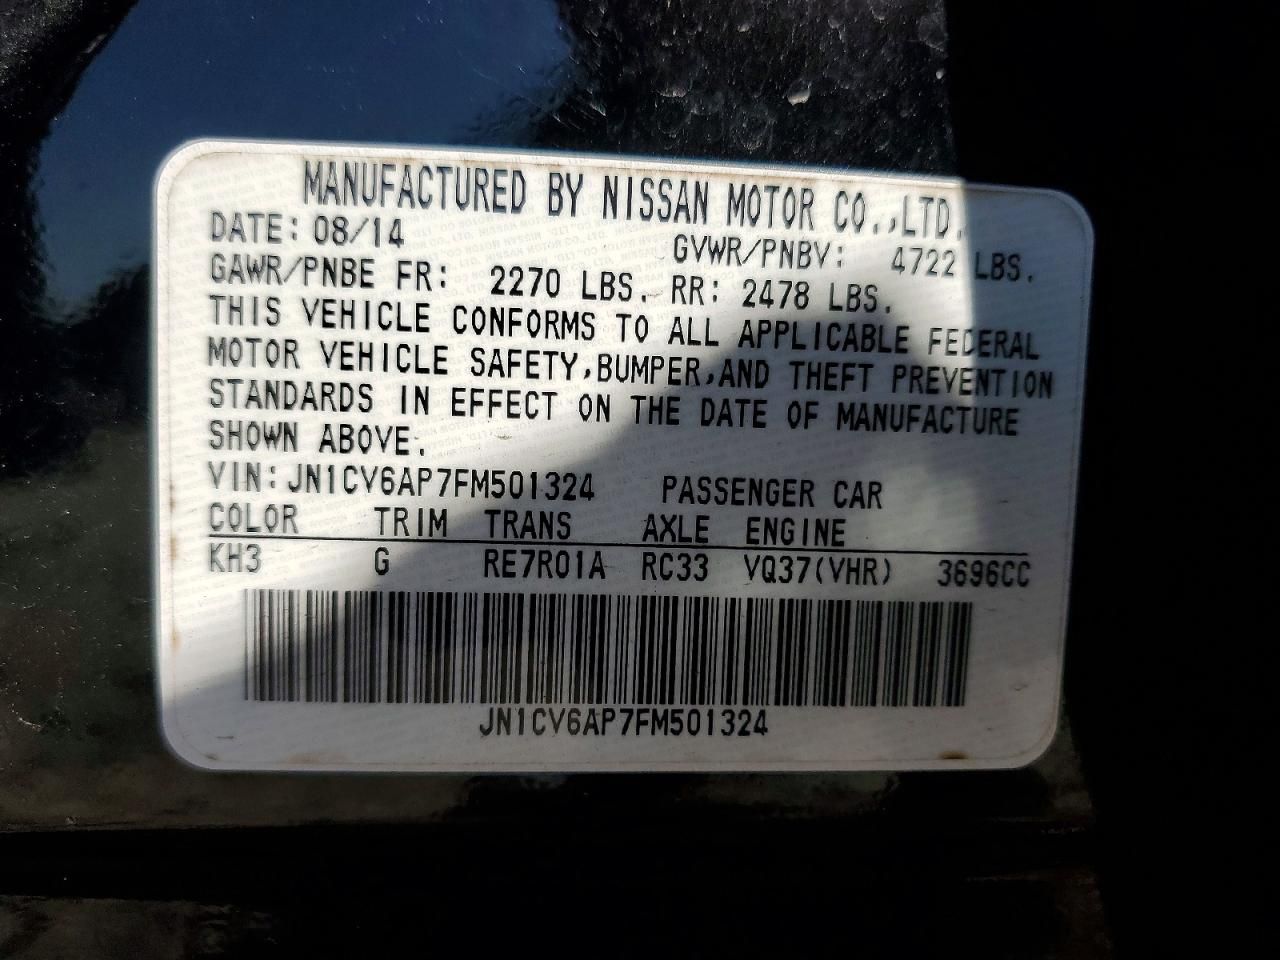 MANUFACTURED BY NISSAN MOTOR CO.,LTD.
DATE: 08/14 GVWR/PNBV: 4722 LBS.
GAWR/PNBE FR: 2270 LBS. RR: 2478 LBS.
THIS VEHICLE CONFORMS TO ALL APPLICABLE FEDERAL
MOTOR VEHICLE SAFETY,BUMPER,AND THEFT PREVENTION
STANDARDS IN EFFECT ON THE DATE OF MANUFACTURE
SHOWN ABOVE.
VIN:JN1CV6AP7FM501324 PASSENGER CAR
COLOR TRIM TRANS AXLE ENGINE
KH3 G RE7R01A RC33 VQ37(VHR) 3696CC
JN1CV6AP7FM501324